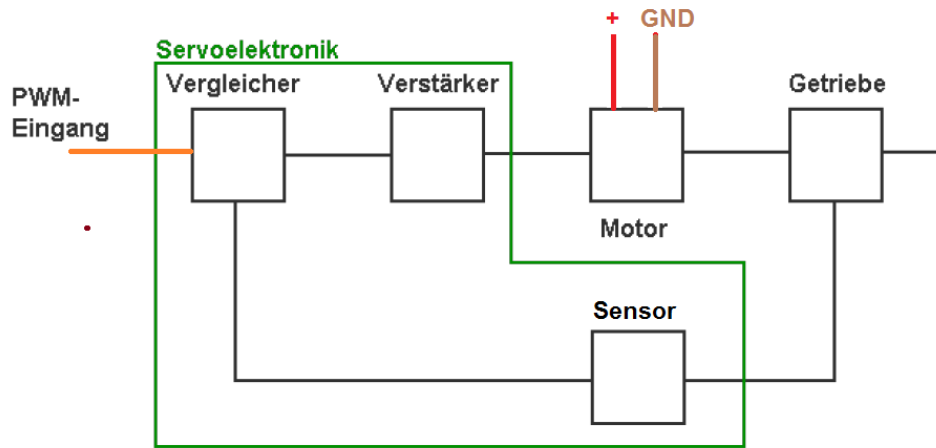 + GND
Servoelektronik
Vergleicher
Verstärker
Getriebe
PWM-
Eingang
Motor
Sensor